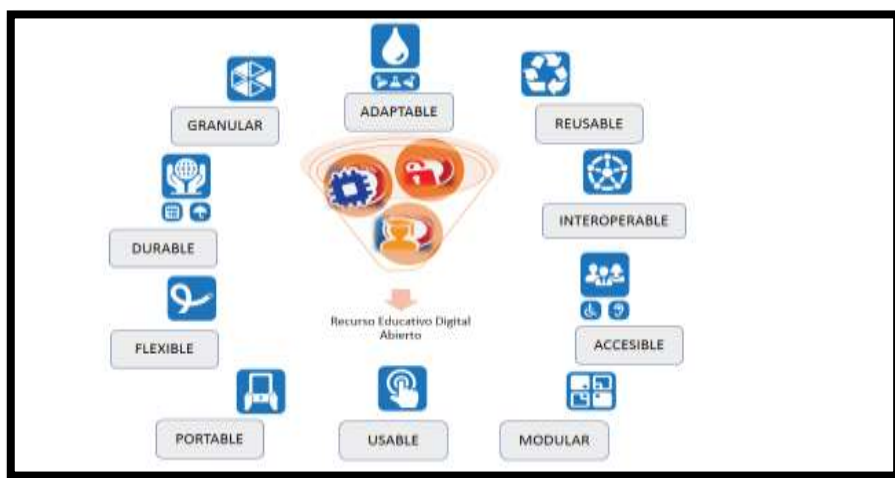 ADAPTABLE
GRANULAR
REUSABLE
INTEROPERABLE
DURABLE
Recurso Educativo Digital
Abierto
FLEXIBLE
ACCESIBLE
PORTABLE
USABLE
MODULAR